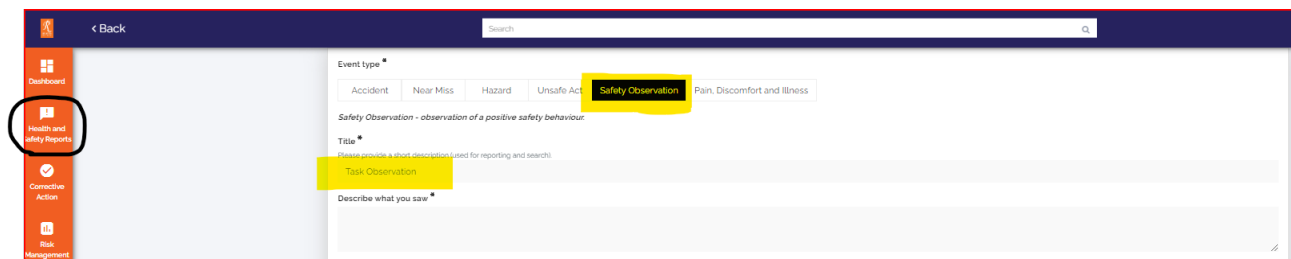 < Back
Search
Dashboard
Health and
Safety Reports
Corrective
Action
Risk
Management
Event type *
Accident Near Miss Hazard Unsafe Act Safety Observation Pain, Discomfort and Illness
Safety Observation - observation of a positive safety behaviour.
Title *
Please provide a short description (used for reporting and search).
Task Observation
Describe what you saw *